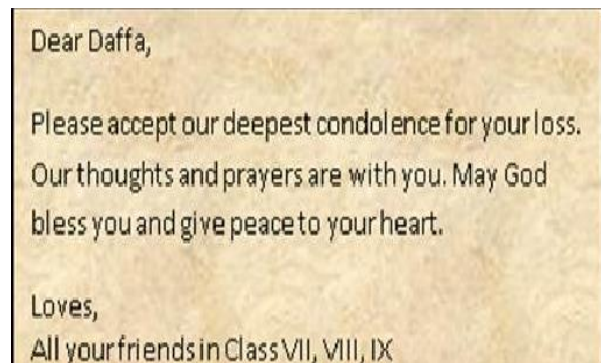 Dear Daffa,
Please accept our deepest condolence for your loss.
Our thoughts and prayers are with you. May God
bless you and give peace to your heart.
Loves,
All your friends in Class VII, VIII, IX